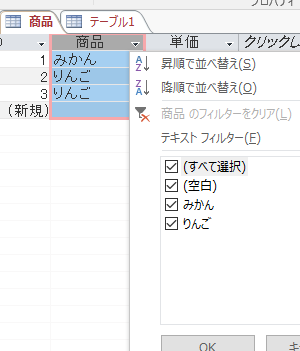 プロパティ
商品 テーブル1
商品 単価 クリックし
1 みかん
2 りんご
3 りんご
(新規)
昇順で並べ替え(S)
降順で並べ替え(O)
商品 のフィルターをクリア(L)
テキスト フィルター(F)
(すべて選択)
(空白)
みかん
りんご
OK